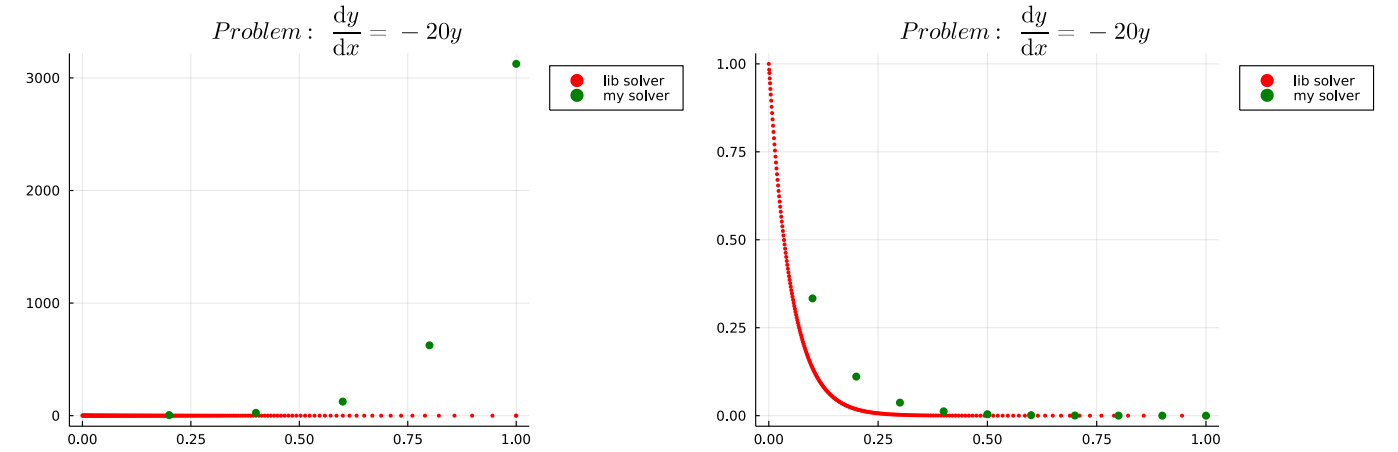 Problem: dy/dx = −20y
lib solver
my solver
3000
2000
1000
0
0.00 0.25 0.50 0.75 1.00
Problem: dy/dx = −20y
lib solver
my solver
1.00
0.75
0.50
0.25
0.00
0.00 0.25 0.50 0.75 1.00